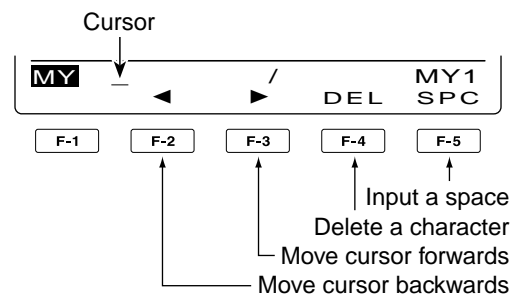 Cursor
MY _ / MY1
◄ ► DEL SPC
F-1 F-2 F-3 F-4 F-5
Input a space
Delete a character
Move cursor forwards
Move cursor backwards